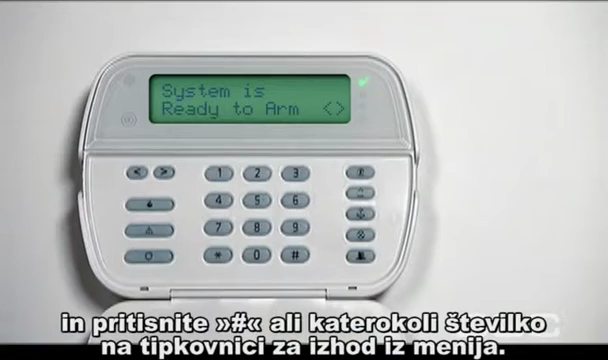 System is
Ready to Arm <>
< > 1 2 3
4 5 6
7 8 9
* 0 #
in pritisnite »#« ali katerokoli številko
na tipkovnici za izhod iz menija.